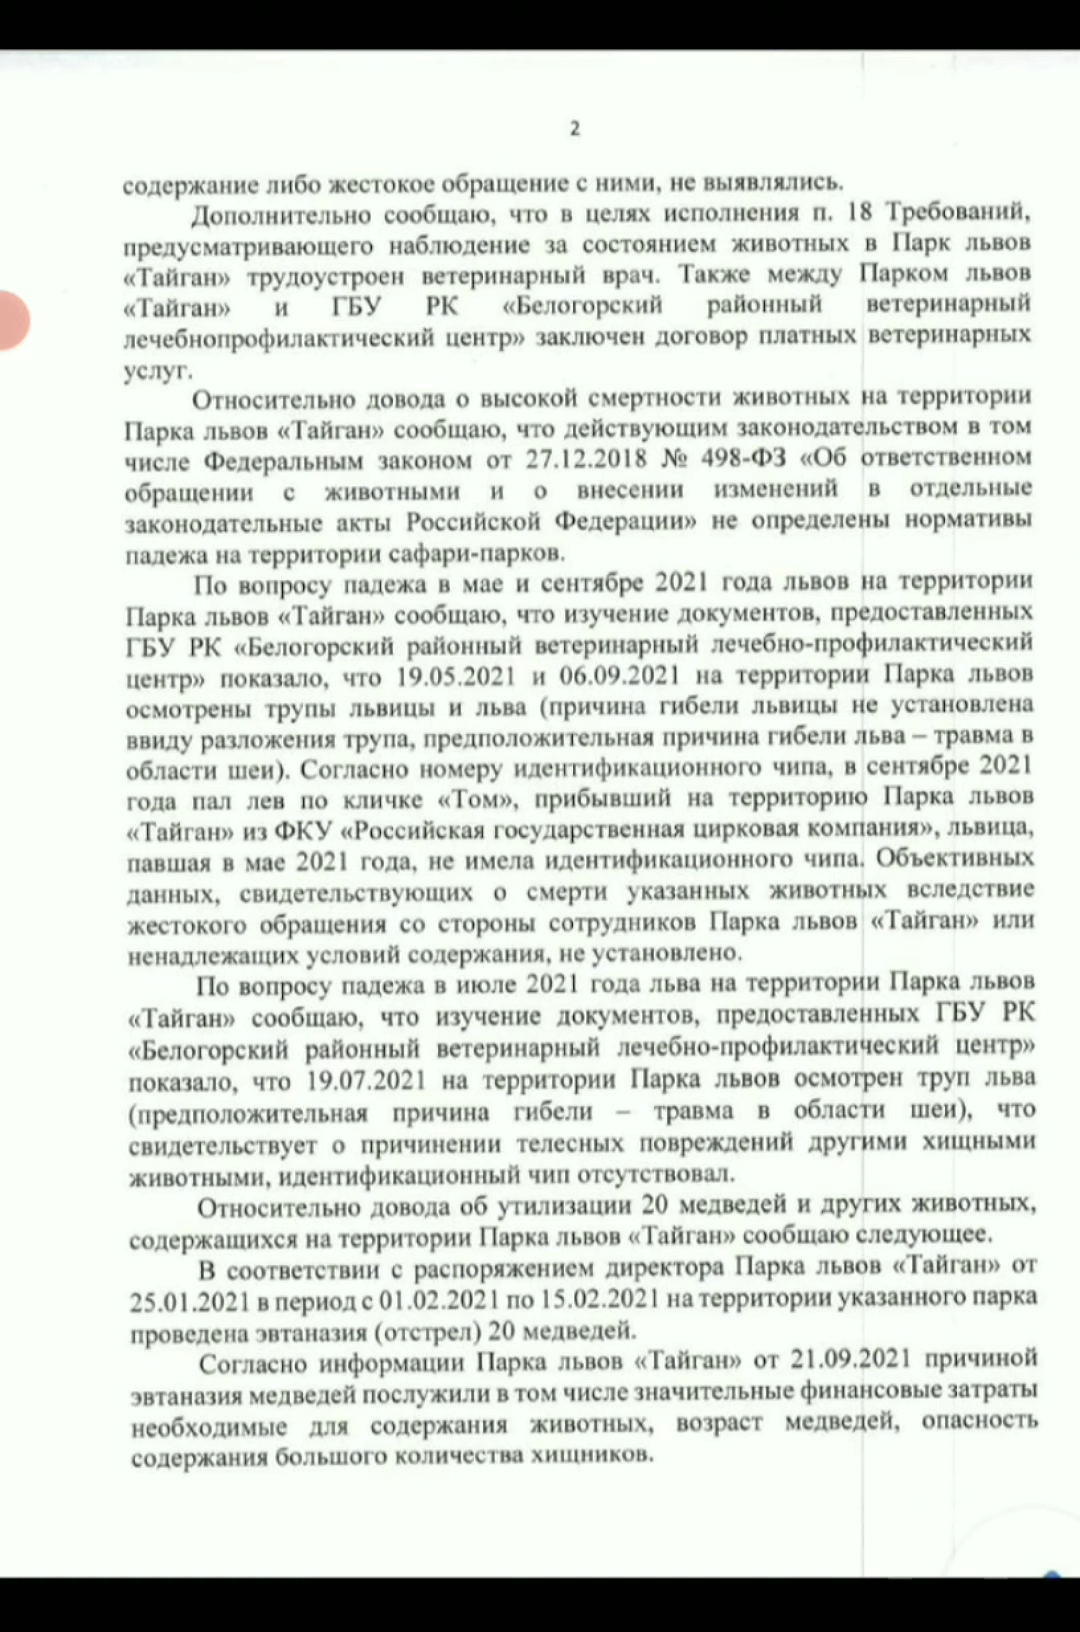 2
содержание либо жестокое обращение с ними, не выявлялись.
Дополнительно сообщаю, что в целях исполнения п. 18 Требований,
предусматривающего наблюдение за состоянием животных в Парк львов
«Тайган» трудоустроен ветеринарный врач. Также между Парком львов
«Тайган» и ГБУ РК «Белогорский районный ветеринарный
лечебнопрофилактический центр» заключен договор платных ветеринарных
услуг.
Относительно довода о высокой смертности животных на территории
Парка львов «Тайган» сообщаю, что действующим законодательством в том
числе Федеральным законом от 27.12.2018 № 498-ФЗ «Об ответственном
обращении с животными и о внесении изменений в отдельные
законодательные акты Российской Федерации» не определены нормативы
падежа на территории сафари-парков.
По вопросу падежа в мае и сентябре 2021 года львов на территории
Парка львов «Тайган» сообщаю, что изучение документов, предоставленных
ГБУ РК «Белогорский районный ветеринарный лечебно-профилактический
центр» показало, что 19.05.2021 и 06.09.2021 на территории Парка львов
осмотрены трупы львицы и льва (причина гибели львицы не установлена
ввиду разложения трупа, предположительная причина гибели льва – травма в
области шеи). Согласно номеру идентификационного чипа, в сентябре 2021
года пал лев по кличке «Том», прибывший на территорию Парка львов
«Тайган» из ФКУ «Российская государственная цирковая компания», львица,
павшая в мае 2021 года, не имела идентификационного чипа. Объективных
данных, свидетельствующих о смерти указанных животных вследствие
жестокого обращения со стороны сотрудников Парка львов «Тайган» или
ненадлежащих условий содержания, не установлено.
По вопросу падежа в июле 2021 года льва на территории Парка львов
«Тайган» сообщаю, что изучение документов, предоставленных ГБУ РК
«Белогорский районный ветеринарный лечебно-профилактический центр»
показало, что 19.07.2021 на территории Парка львов осмотрен труп льва
(предположительная причина гибели – травма в области шеи), что
свидетельствует о причинении телесных повреждений другими хищными
животными, идентификационный чип отсутствовал.
Относительно довода об утилизации 20 медведей и других животных,
содержащихся на территории Парка львов «Тайган» сообщаю следующее.
В соответствии с распоряжением директора Парка львов «Тайган» от
25.01.2021 в период с 01.02.2021 по 15.02.2021 на территории указанного парка
проведена эвтаназия (отстрел) 20 медведей.
Согласно информации Парка львов «Тайган» от 21.09.2021 причиной
эвтаназия медведей послужили в том числе значительные финансовые затраты
необходимые для содержания животных, возраст медведей, опасность
содержания большого количества хищников.